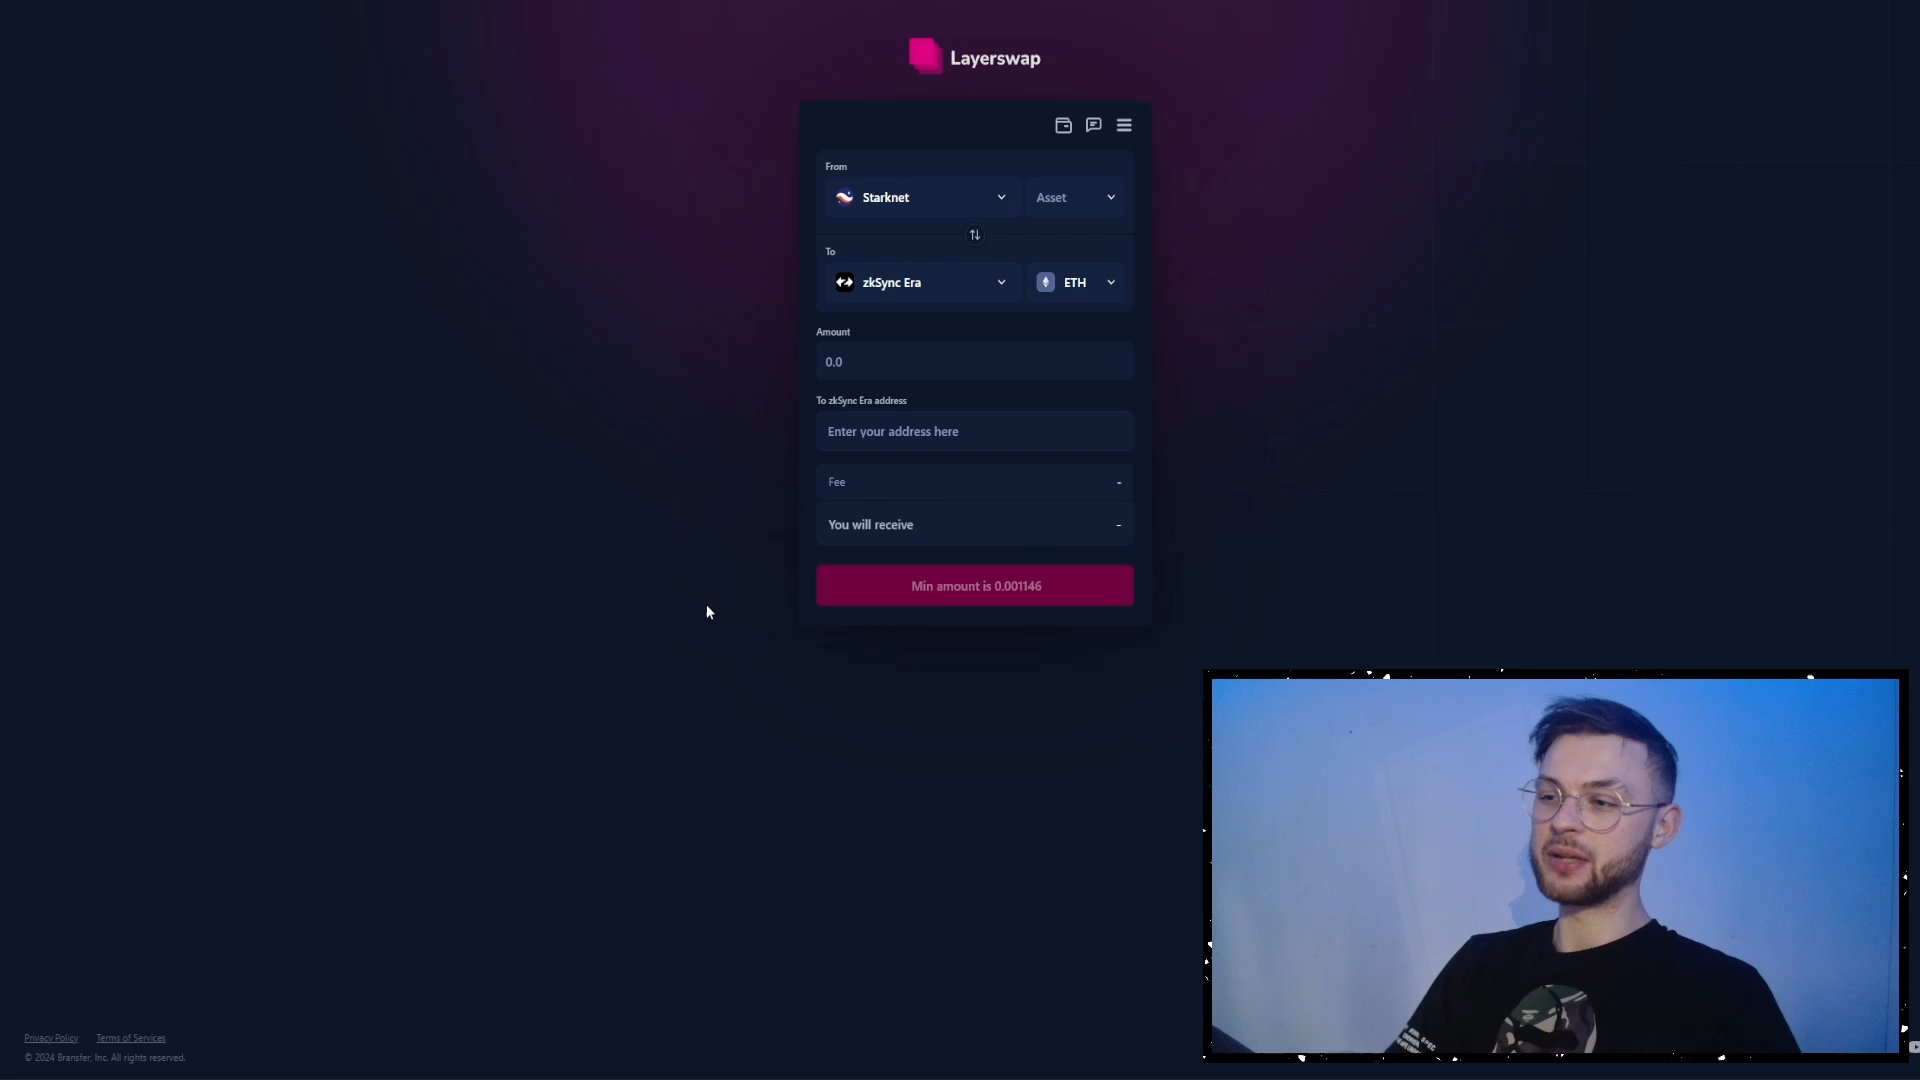 Layerswap
From
Starknet
Asset
To
zkSync Era
ETH
Amount
0.0
To zkSync Era address
Enter your address here
Fee
-
You will receive
-
Min amount is 0.001146
Privacy Policy
Terms of Services
© 2024 Bransfer, Inc. All rights reserved.